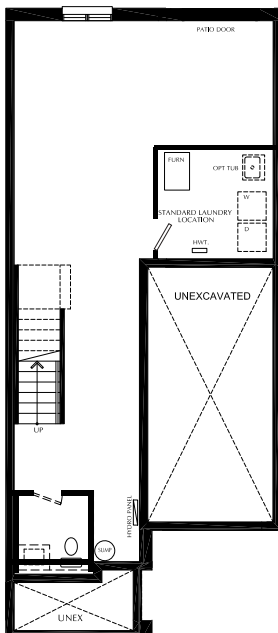 PATIO DOOR
FURN
OPT TUB
W
STANDARD LAUNDRY
LOCATION
D
HWT.
UNEXCAVATED
UP
HYDRO PANEL
SUMP
UNEX